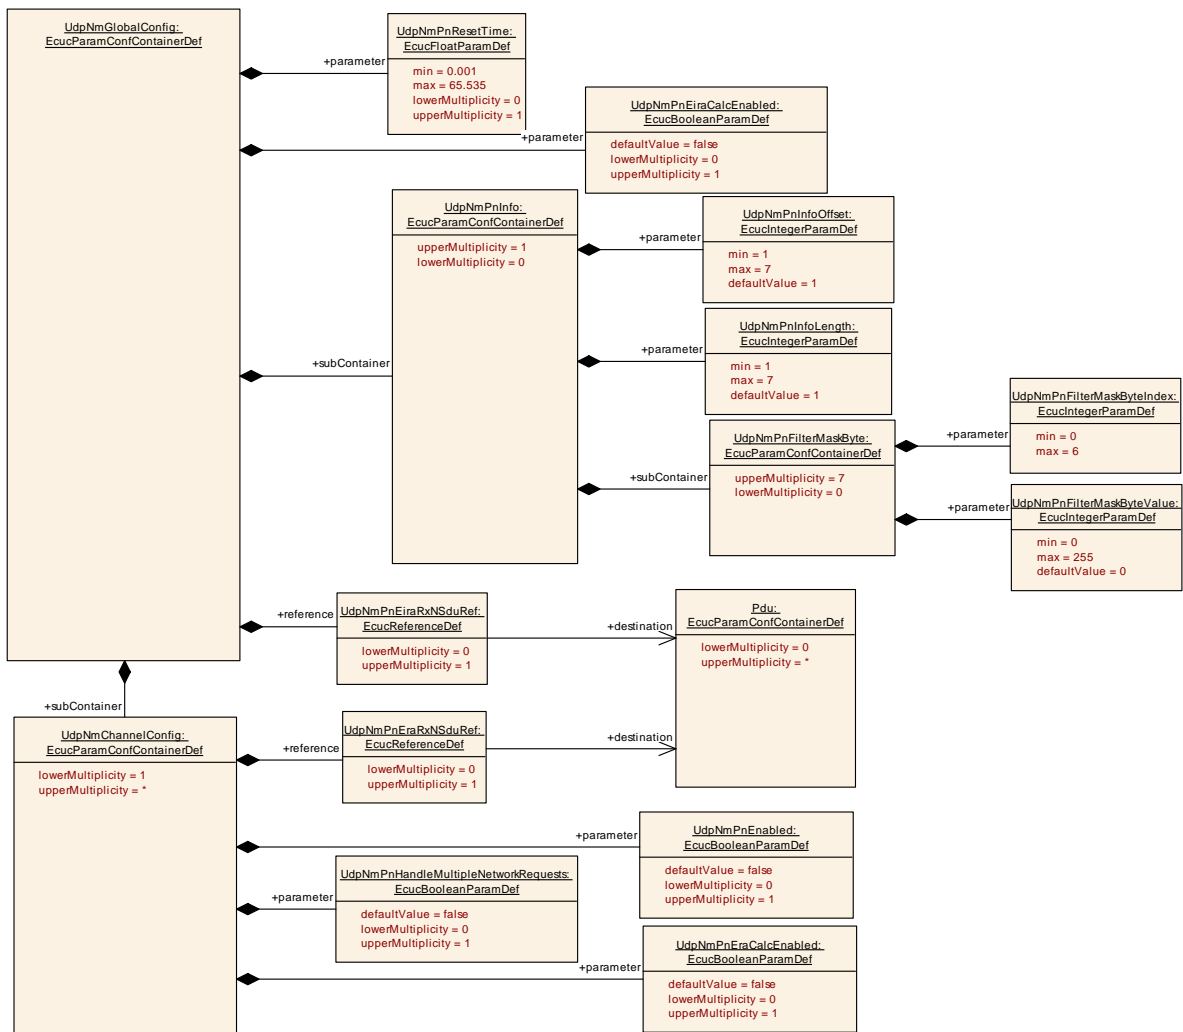 UdpNmGlobalConfig:
EcucParamConfContainerDef
+parameter
UdpNmPnResetTime:
EcucFloatParamDef
min = 0.001
max = 65.535
lowerMultiplicity = 0
upperMultiplicity = 1
+parameter
UdpNmPnEiraCalcEnabled:
EcucBooleanParamDef
defaultValue = false
lowerMultiplicity = 0
upperMultiplicity = 1
+subContainer
UdpNmPnInfo:
EcucParamConfContainerDef
upperMultiplicity = 1
lowerMultiplicity = 0
+parameter
UdpNmPnInfoOffset:
EcucIntegerParamDef
min = 1
max = 7
defaultValue = 1
+parameter
UdpNmPnInfoLength:
EcucIntegerParamDef
min = 1
max = 7
defaultValue = 1
+subContainer
UdpNmPnFilterMaskByte:
EcucParamConfContainerDef
upperMultiplicity = 7
lowerMultiplicity = 0
+parameter
UdpNmPnFilterMaskByteIndex:
EcucIntegerParamDef
min = 0
max = 6
+parameter
UdpNmPnFilterMaskByteValue:
EcucIntegerParamDef
min = 0
max = 255
defaultValue = 0
+reference
UdpNmPnEiraRxNSduRef:
EcucReferenceDef
lowerMultiplicity = 0
upperMultiplicity = 1
+destination
Pdu:
EcucParamConfContainerDef
lowerMultiplicity = 0
upperMultiplicity = *
+subContainer
UdpNmChannelConfig:
EcucParamConfContainerDef
lowerMultiplicity = 1
upperMultiplicity = *
+reference
UdpNmPnEraRxNSduRef:
EcucReferenceDef
lowerMultiplicity = 0
upperMultiplicity = 1
+destination
+parameter
UdpNmPnEnabled:
EcucBooleanParamDef
defaultValue = false
lowerMultiplicity = 0
upperMultiplicity = 1
+parameter
UdpNmPnHandleMultipleNetworkRequests:
EcucBooleanParamDef
defaultValue = false
lowerMultiplicity = 0
upperMultiplicity = 1
+parameter
UdpNmPnEraCalcEnabled:
EcucBooleanParamDef
defaultValue = false
lowerMultiplicity = 0
upperMultiplicity = 1